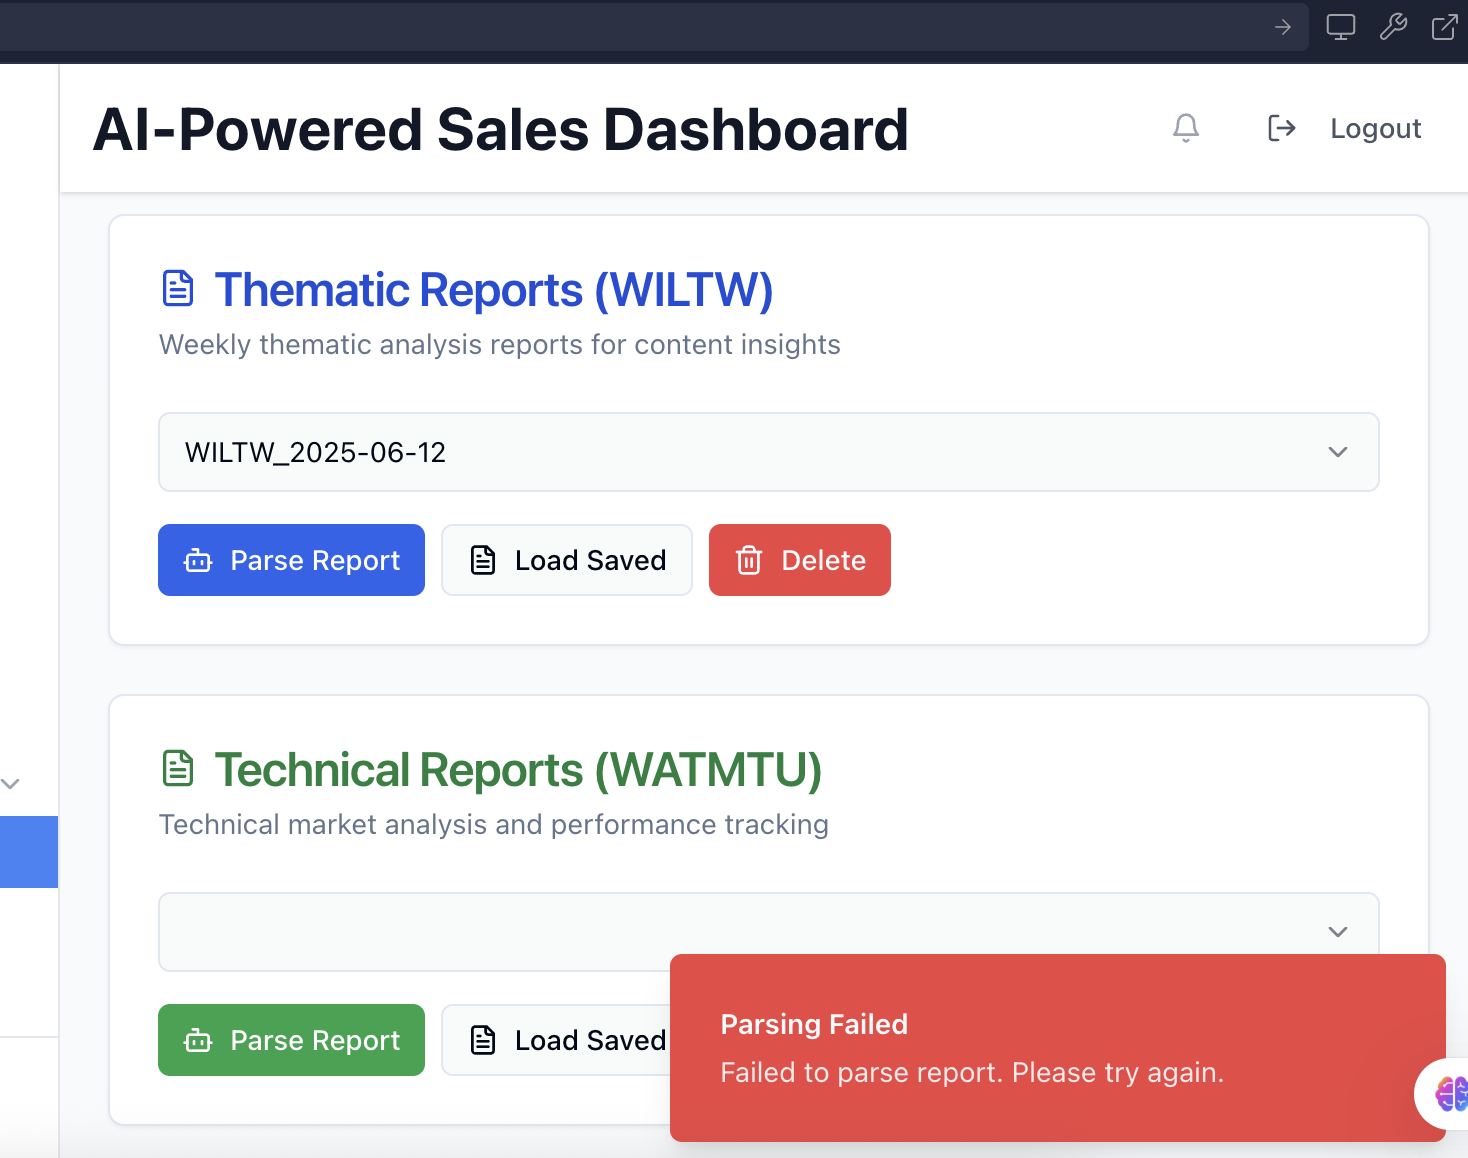 AI-Powered Sales Dashboard
Logout
Thematic Reports (WILTW)
Weekly thematic analysis reports for content insights
WILTW_2025-06-12
Parse Report
Load Saved
Delete
Technical Reports (WATMTU)
Technical market analysis and performance tracking
Parse Report
Load Saved
Parsing Failed
Failed to parse report. Please try again.